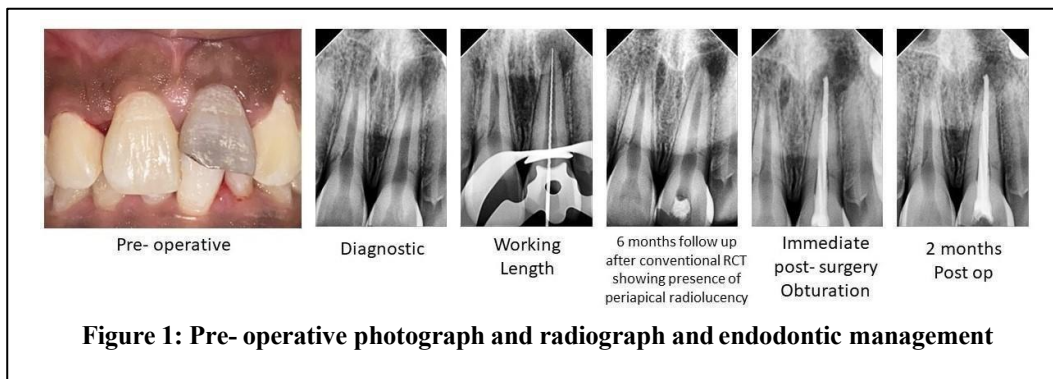 Pre- operative
Diagnostic
Working
Length
6 months follow up
after conventional RCT
showing presence of
periapical radiolucency
Immediate
post- surgery
Obturation
2 months
Post op
Figure 1: Pre- operative photograph and radiograph and endodontic management